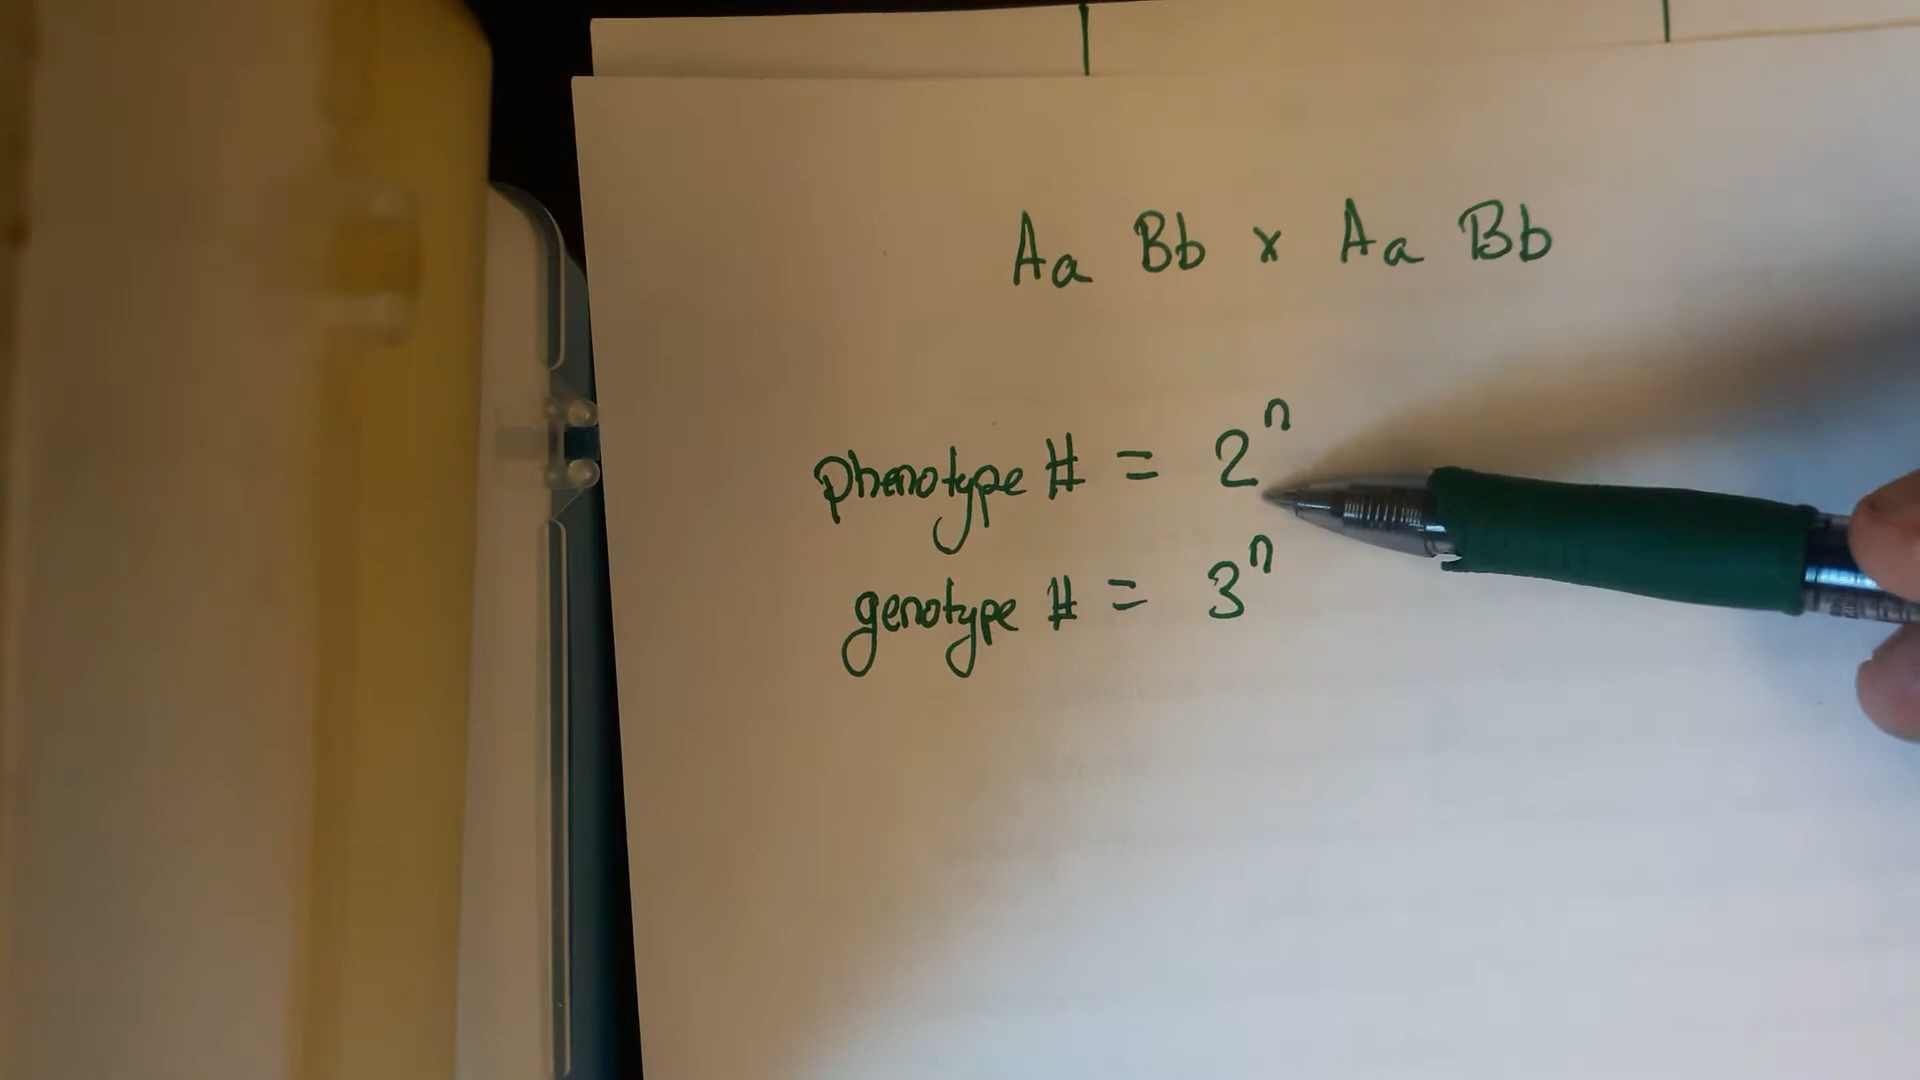 Aa Bb x Aa Bb
phenotype # = 2ⁿ
genotype # = 3ⁿ